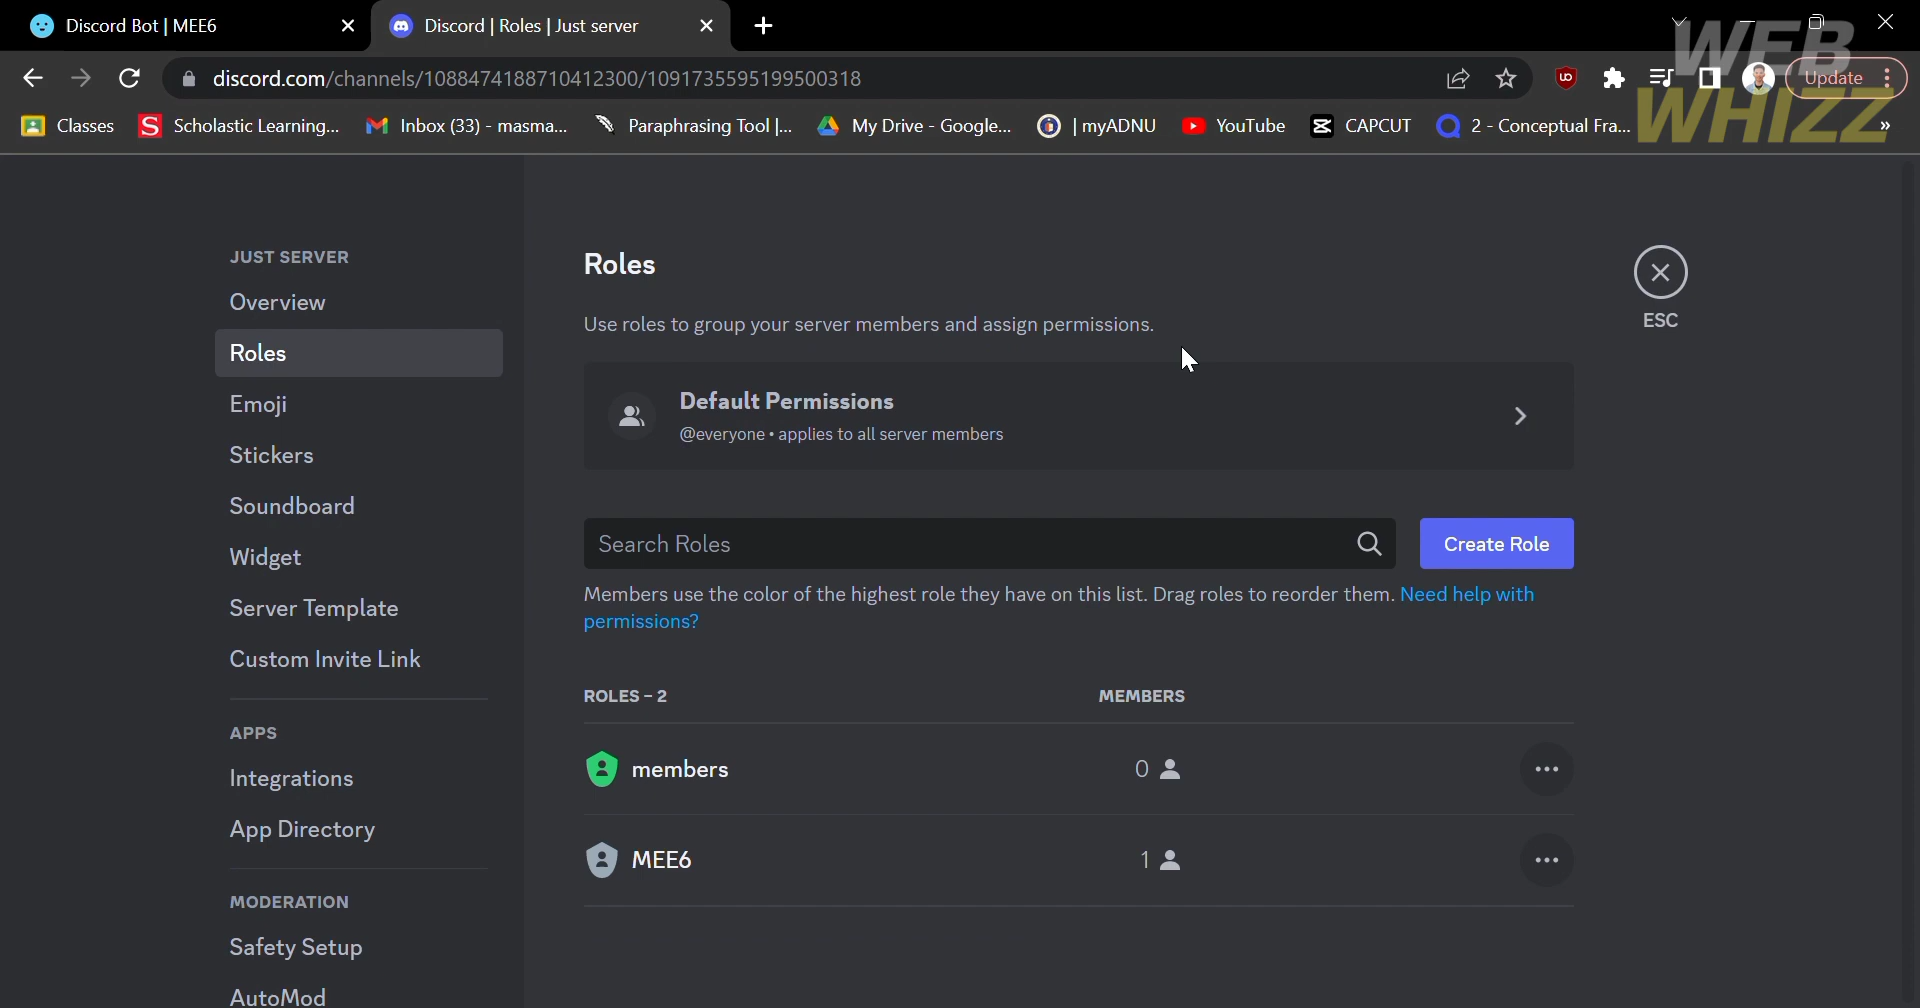 Discord Bot | MEE6
Discord | Roles | Just server
discord.com/channels/1088474188710412300/1091735595199500318
Update
WEB
WHIZZ
Classes
Scholastic Learning...
Inbox (33) - masma...
Paraphrasing Tool |...
My Drive - Google...
| myADNU
YouTube
CAPCUT
2 - Conceptual Fra...
»
JUST SERVER
Overview
Roles
Emoji
Stickers
Soundboard
Widget
Server Template
Custom Invite Link
APPS
Integrations
App Directory
MODERATION
Safety Setup
AutoMod
Roles
Use roles to group your server members and assign permissions.
Default Permissions
@everyone • applies to all server members
Search Roles
Create Role
Members use the color of the highest role they have on this list. Drag roles to reorder them. Need help with
permissions?
ROLES – 2 MEMBERS
members 0
MEE6 1
ESC